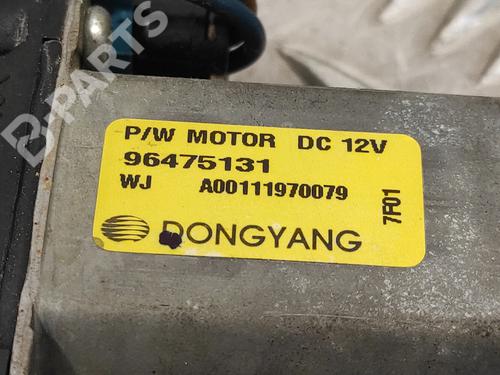 B-PARTS
P/W MOTOR DC 12V
96475131
WJ A00111970079
7F01
DONGYANG